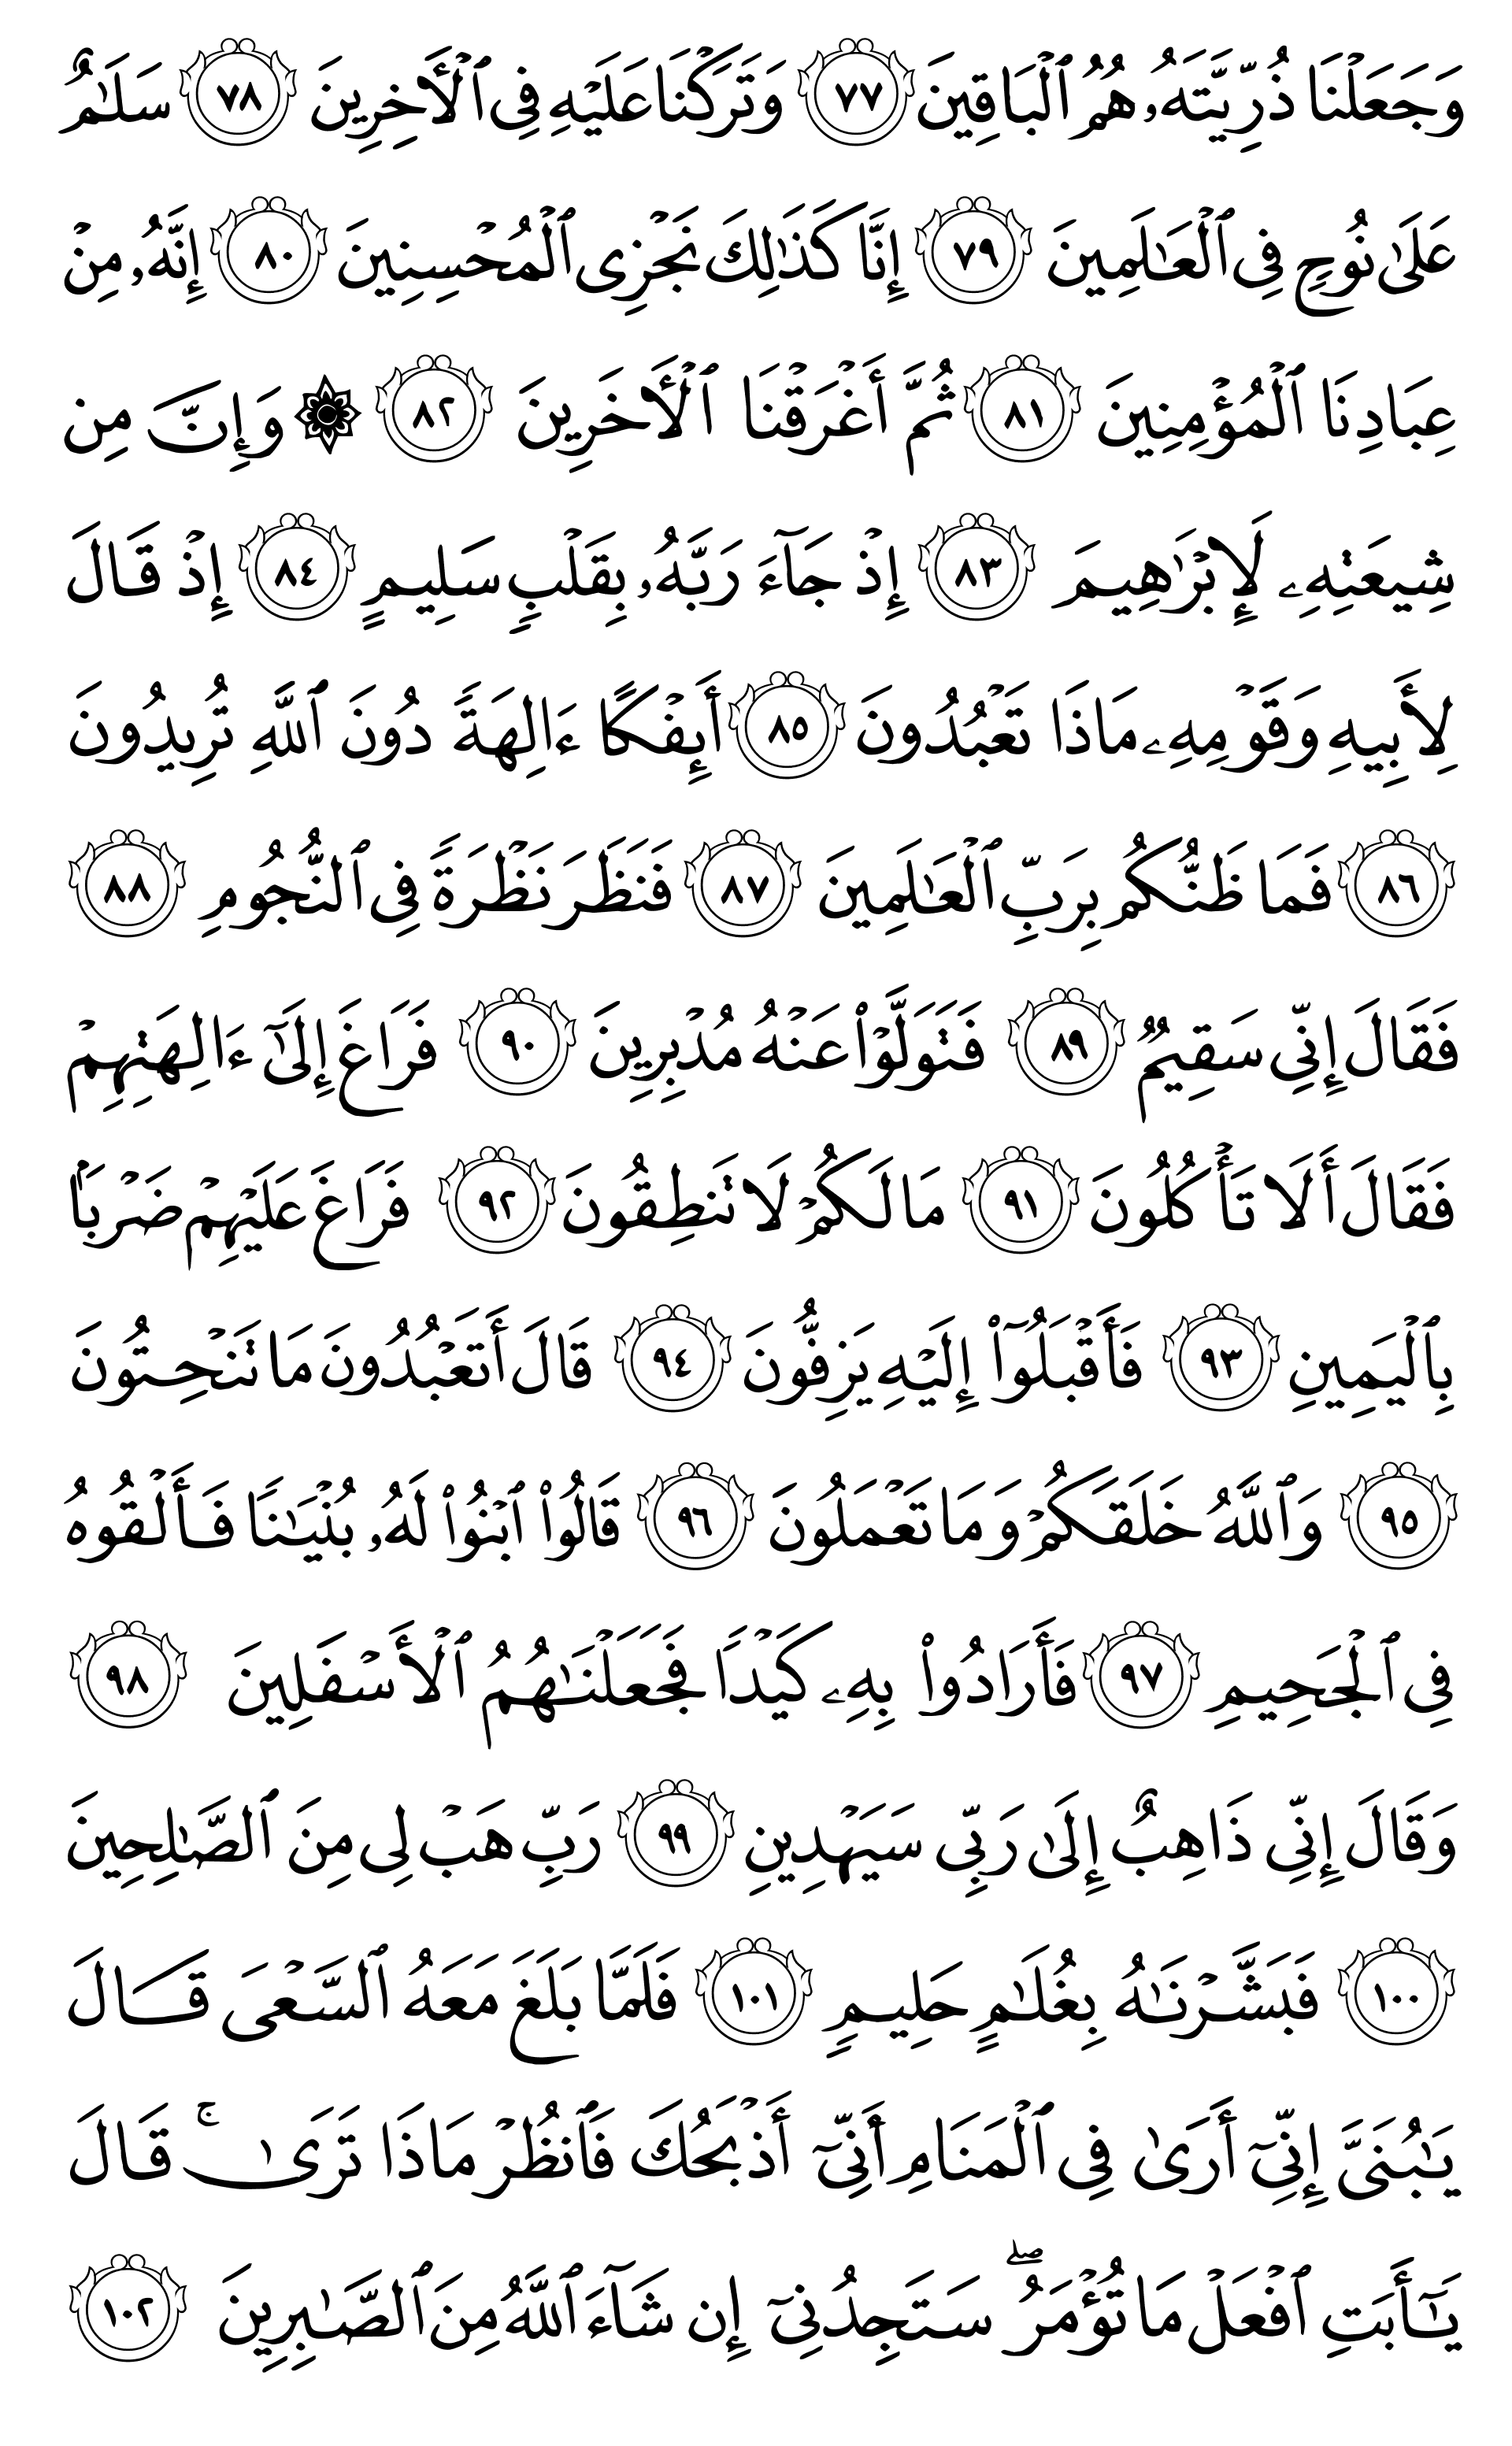 وَجَعَلْنَا ذُرِّيَّتَهُۥ هُمُ ٱلْبَاقِينَ ٧٧ وَتَرَكْنَا عَلَيْهِ فِى ٱلْأَخِرِينَ ٧٨ سَلَٰمٌ
عَلَىٰ نُوحٍ فِى ٱلْعَٰلَمِينَ ٧٩ إِنَّا كَذَٰلِكَ نَجْزِى ٱلْمُحْسِنِينَ ٨٠ إِنَّهُۥ مِنْ
عِبَادِنَا ٱلْمُؤْمِنِينَ ٨١ ثُمَّ أَغْرَقْنَا ٱلْأَخَرِينَ ٨٢ ۞ وَإِنَّ مِن
شِيعَتِهِۦ لَإِبْرَٰهِيمَ ٨٣ إِذْ جَآءَ رَبَّهُۥ بِقَلْبٍ سَلِيمٍ ٨٤ إِذْ قَالَ
لِأَبِيهِ وَقَوْمِهِۦ مَاذَا تَعْبُدُونَ ٨٥ أَئِفْكًا ءَالِهَةً دُونَ ٱللَّهِ تُرِيدُونَ
٨٦ فَمَا ظَنُّكُم بِرَبِّ ٱلْعَٰلَمِينَ ٨٧ فَنَظَرَ نَظْرَةً فِى ٱلنُّجُومِ ٨٨
فَقَالَ إِنِّى سَقِيمٌ ٨٩ فَتَوَلَّوْا۟ عَنْهُ مُدْبِرِينَ ٩٠ فَرَاغَ إِلَىٰٓ ءَالِهَتِهِمْ
فَقَالَ أَلَا تَأْكُلُونَ ٩١ مَا لَكُمْ لَا تَنطِقُونَ ٩٢ فَرَاغَ عَلَيْهِمْ ضَرْبًۢا
بِٱلْيَمِينِ ٩٣ فَأَقْبَلُوٓا۟ إِلَيْهِ يَزِفُّونَ ٩٤ قَالَ أَتَعْبُدُونَ مَا تَنْحِتُونَ
٩٥ وَٱللَّهُ خَلَقَكُمْ وَمَا تَعْمَلُونَ ٩٦ قَالُوا۟ ٱبْنُوا۟ لَهُۥ بُنْيَٰنًا فَأَلْقُوهُ
فِى ٱلْجَحِيمِ ٩٧ فَأَرَادُوا۟ بِهِۦ كَيْدًا فَجَعَلْنَٰهُمُ ٱلْأَسْفَلِينَ ٩٨
وَقَالَ إِنِّى ذَاهِبٌ إِلَىٰ رَبِّى سَيَهْدِينِ ٩٩ رَبِّ هَبْ لِى مِنَ ٱلصَّٰلِحِينَ
١٠٠ فَبَشَّرْنَٰهُ بِغُلَٰمٍ حَلِيمٍ ١٠١ فَلَمَّا بَلَغَ مَعَهُ ٱلسَّعْىَ قَالَ
يَٰبُنَىَّ إِنِّىٓ أَرَىٰ فِى ٱلْمَنَامِ أَنِّىٓ أَذْبَحُكَ فَٱنظُرْ مَاذَا تَرَىٰ ۚ قَالَ
يَٰٓأَبَتِ ٱفْعَلْ مَا تُؤْمَرُ ۖ سَتَجِدُنِىٓ إِن شَآءَ ٱللَّهُ مِنَ ٱلصَّٰبِرِينَ ١٠٢